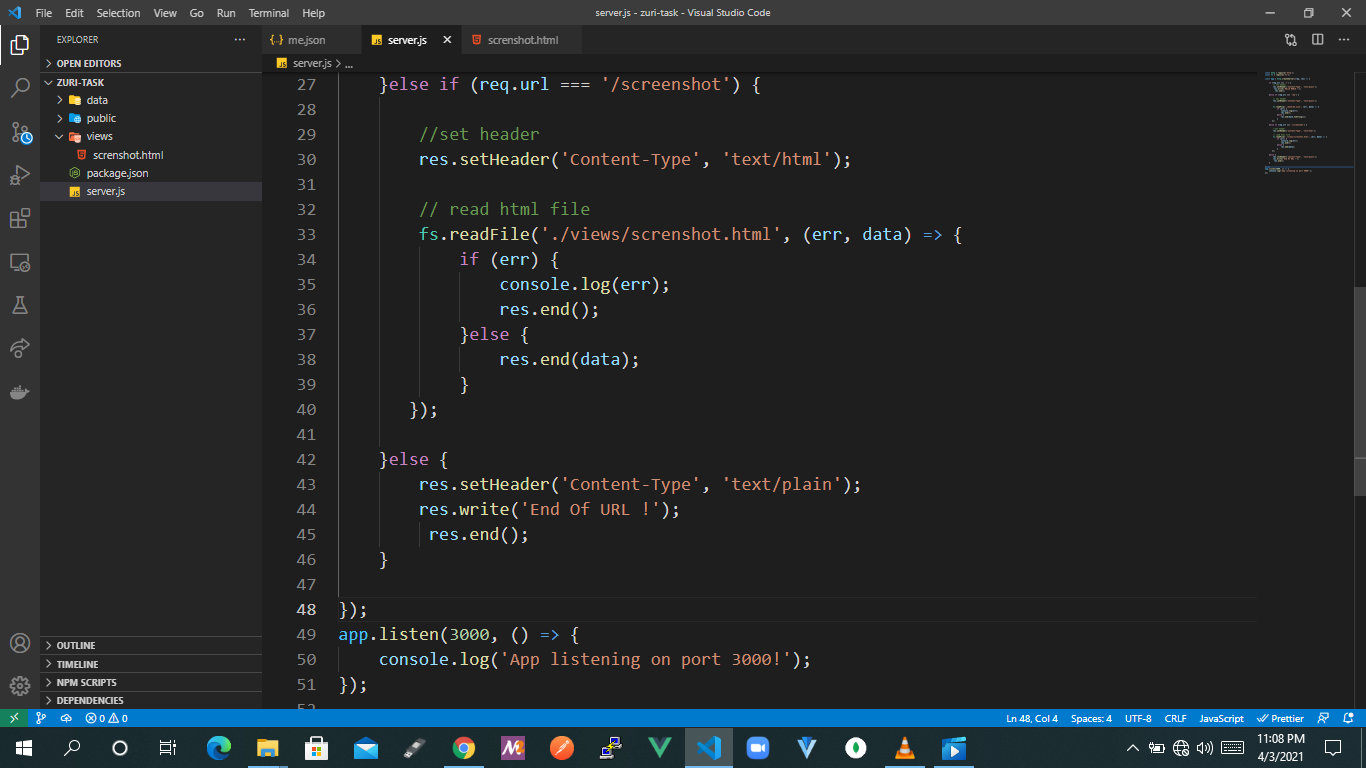 File Edit Selection View Go Run Terminal Help server.js - zuri-task - Visual Studio Code
EXPLORER
OPEN EDITORS
ZURI-TASK
data
public
views
screnshot.html
package.json
server.js
OUTLINE
TIMELINE
NPM SCRIPTS
DEPENDENCIES
me.json server.js screnshot.html
server.js > ...
27 }else if (req.url === '/screenshot') {
28
29 //set header
30 res.setHeader('Content-Type', 'text/html');
31
32 // read html file
33 fs.readFile('./views/screnshot.html', (err, data) => {
34 if (err) {
35 console.log(err);
36 res.end();
37 }else {
38 res.end(data);
39 }
40 });
41
42 }else {
43 res.setHeader('Content-Type', 'text/plain');
44 res.write('End Of URL !');
45 res.end();
46 }
47
48 });
49 app.listen(3000, () => {
50 console.log('App listening on port 3000!');
51 });
52
0 0 Ln 48, Col 4 Spaces: 4 UTF-8 CRLF JavaScript Prettier
11:08 PM
4/3/2021